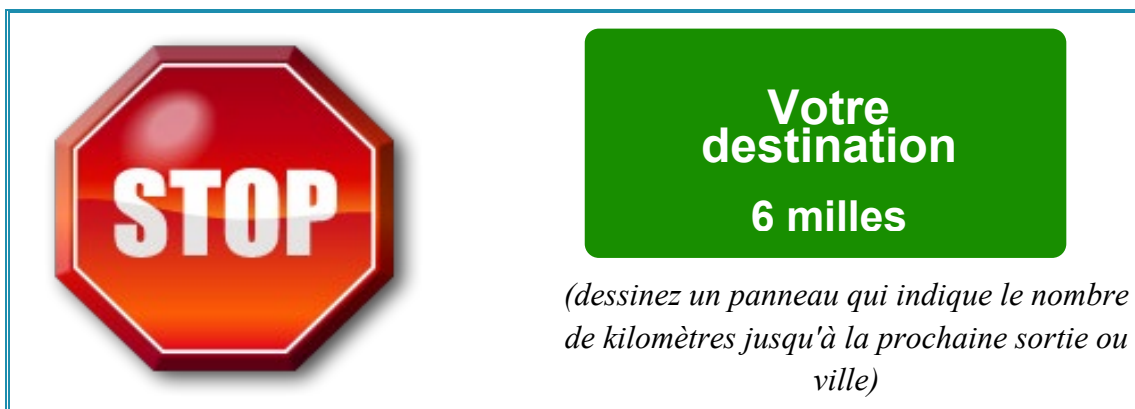 STOP
Votre
destination
6 milles
(dessinez un panneau qui indique le nombre
de kilomètres jusqu'à la prochaine sortie ou
ville)